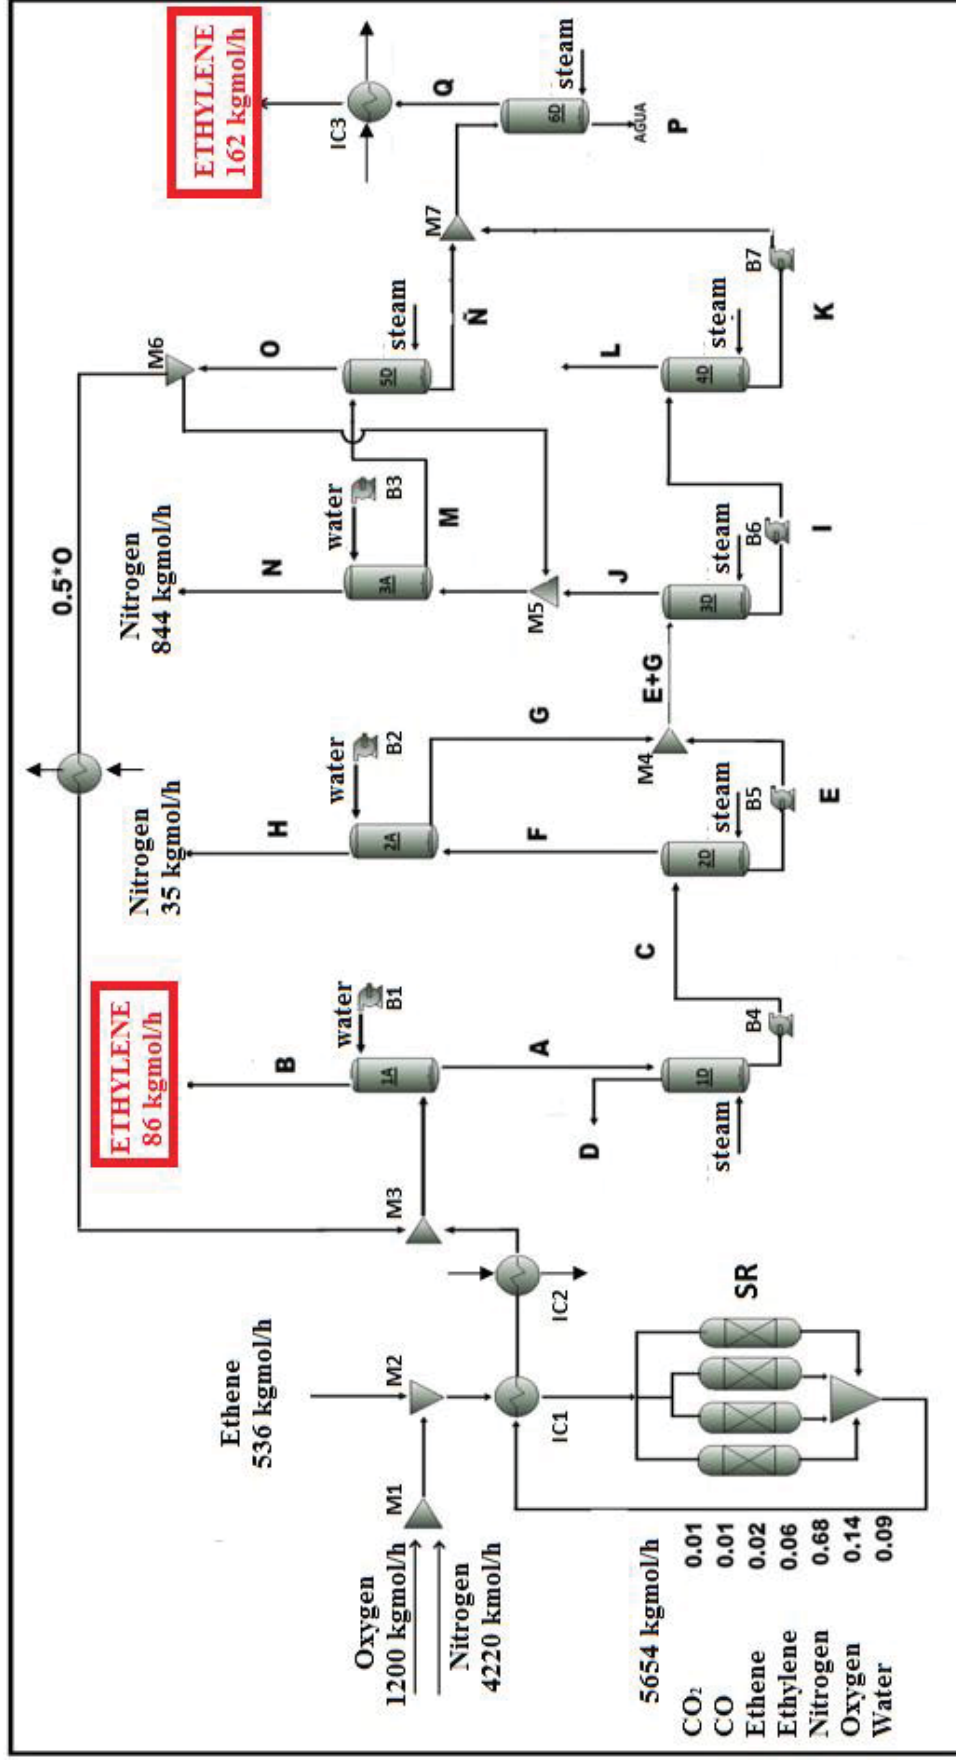 ETHYLENE
162 kgmol/h
IC3
Q
steam
6D
AGUA
P
M7
M6
O
steam
5D
Ñ
B7
K
L
steam
4D
0.5*O
Nitrogen
844 kgmol/h
N
water
B3
3A
M
M5
J
steam
3D
B6
I
E+G
Nitrogen
35 kgmol/h
H
water
B2
2A
G
F
M4
steam
2D
B5
E
ETHYLENE
86 kgmol/h
B
water
B1
1A
A
C
B4
D
1D
steam
M3
IC2
Ethene
536 kgmol/h
M2
IC1
SR
M1
Oxygen
1200 kgmol/h
Nitrogen
4220 kmol/h
5654 kgmol/h
CO₂ 0.01
CO 0.01
Ethene 0.02
Ethylene 0.06
Nitrogen 0.68
Oxygen 0.14
Water 0.09